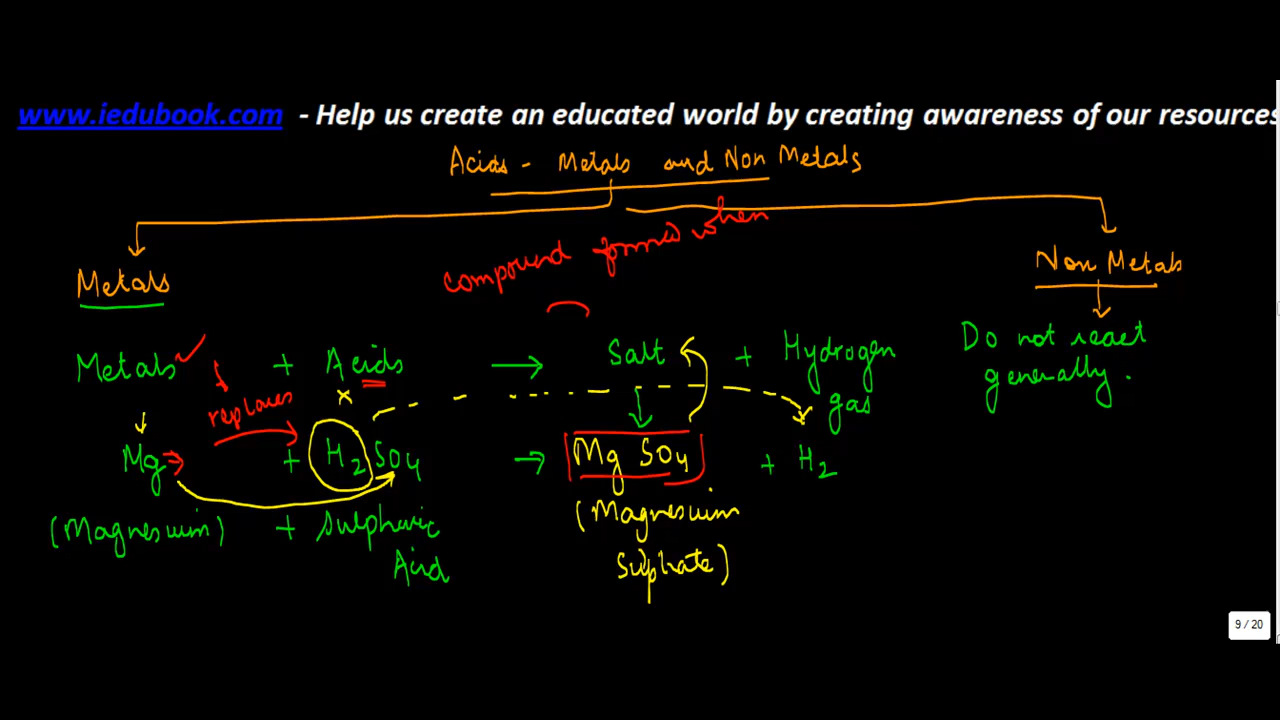 www.iedubook.com - Help us create an educated world by creating awareness of our resources
Acids - Metals and Non Metals
compound formed when
Metals
Non Metals
Metals + Acids → Salt + Hydrogen gas
Do not react
generally.
replaces
Mg + H2SO4 → MgSO4 + H2
(Magnesium) + Sulphuric Acid
(Magnesium
Sulphate)
9 / 20